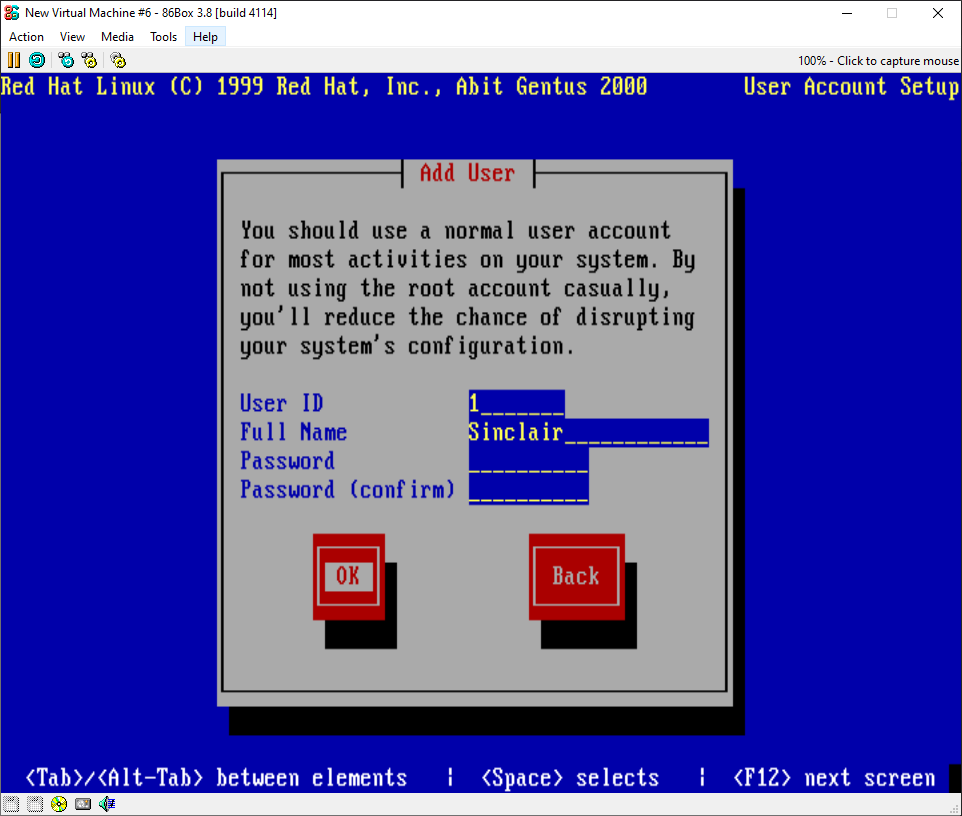 New Virtual Machine #6 - 86Box 3.8 [build 4114]
Action View Media Tools Help
100% - Click to capture mouse
Red Hat Linux (C) 1999 Red Hat, Inc., Abit Gentus 2000 User Account Setup
Add User
You should use a normal user account
for most activities on your system. By
not using the root account casually,
you'll reduce the chance of disrupting
your system's configuration.
User ID 1_______
Full Name Sinclair____________
Password __________
Password (confirm) __________
OK Back
<Tab>/<Alt-Tab> between elements | <Space> selects | <F12> next screen